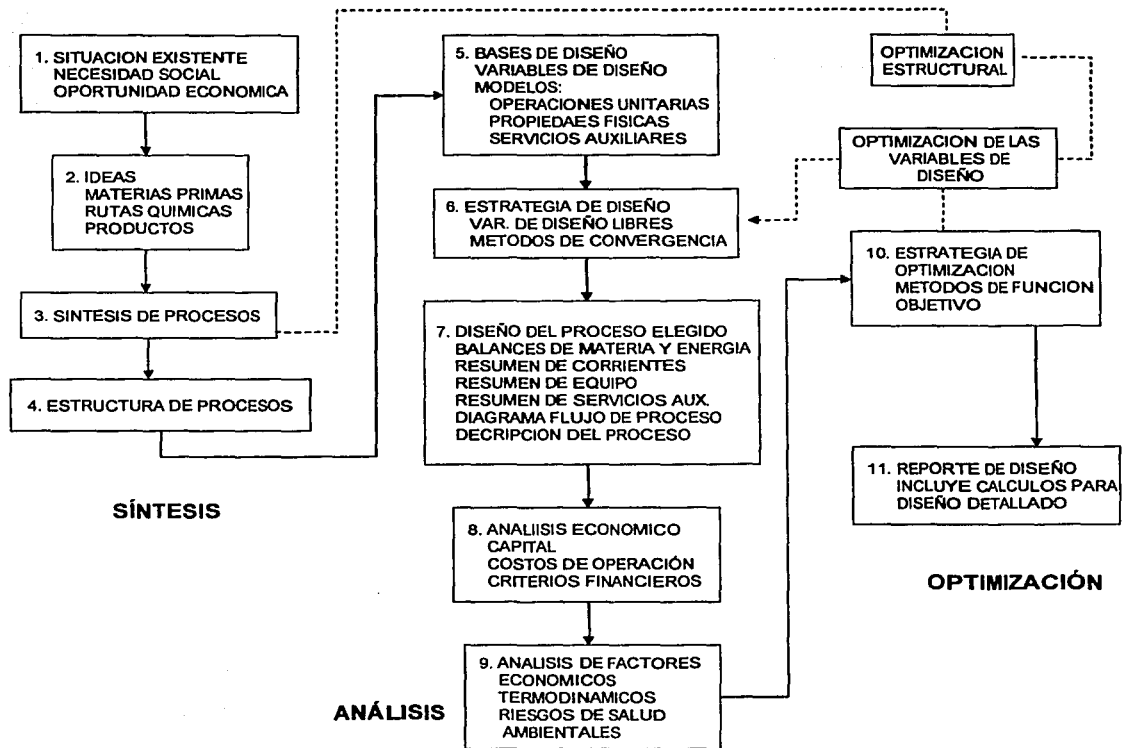 1. SITUACION EXISTENTE
NECESIDAD SOCIAL
OPORTUNIDAD ECONOMICA
2. IDEAS
MATERIAS PRIMAS
RUTAS QUIMICAS
PRODUCTOS
3. SINTESIS DE PROCESOS
4. ESTRUCTURA DE PROCESOS
SÍNTESIS
5. BASES DE DISEÑO
VARIABLES DE DISEÑO
MODELOS:
OPERACIONES UNITARIAS
PROPIEDAES FISICAS
SERVICIOS AUXILIARES
6. ESTRATEGIA DE DISEÑO
VAR. DE DISEÑO LIBRES
METODOS DE CONVERGENCIA
7. DISEÑO DEL PROCESO ELEGIDO
BALANCES DE MATERIA Y ENERGIA
RESUMEN DE CORRIENTES
RESUMEN DE EQUIPO
RESUMEN DE SERVICIOS AUX.
DIAGRAMA FLUJO DE PROCESO
DECRIPCION DEL PROCESO
8. ANALIISIS ECONOMICO
CAPITAL
COSTOS DE OPERACIÓN
CRITERIOS FINANCIEROS
9. ANALISIS DE FACTORES
ECONOMICOS
TERMODINAMICOS
RIESGOS DE SALUD
AMBIENTALES
ANÁLISIS
OPTIMIZACION
ESTRUCTURAL
OPTIMIZACION DE LAS
VARIABLES DE
DISEÑO
10. ESTRATEGIA DE
OPTIMIZACION
METODOS DE FUNCION
OBJETIVO
11. REPORTE DE DISEÑO
INCLUYE CALCULOS PARA
DISEÑO DETALLADO
OPTIMIZACIÓN